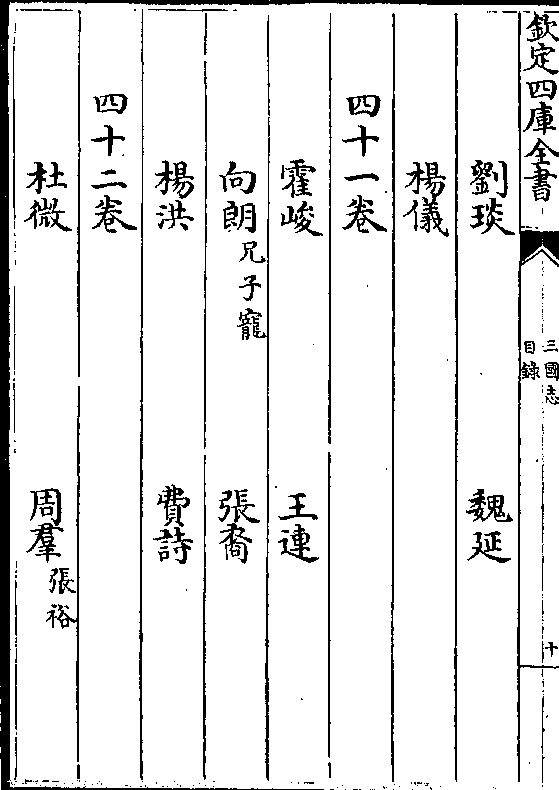 欽定四庫全書
三國志
目錄
十
劉琰 魏延
楊儀
四十一卷
霍峻 王連
向朗兄子寵 張裔
楊洪 費詩
四十二卷
杜微 周羣張裕